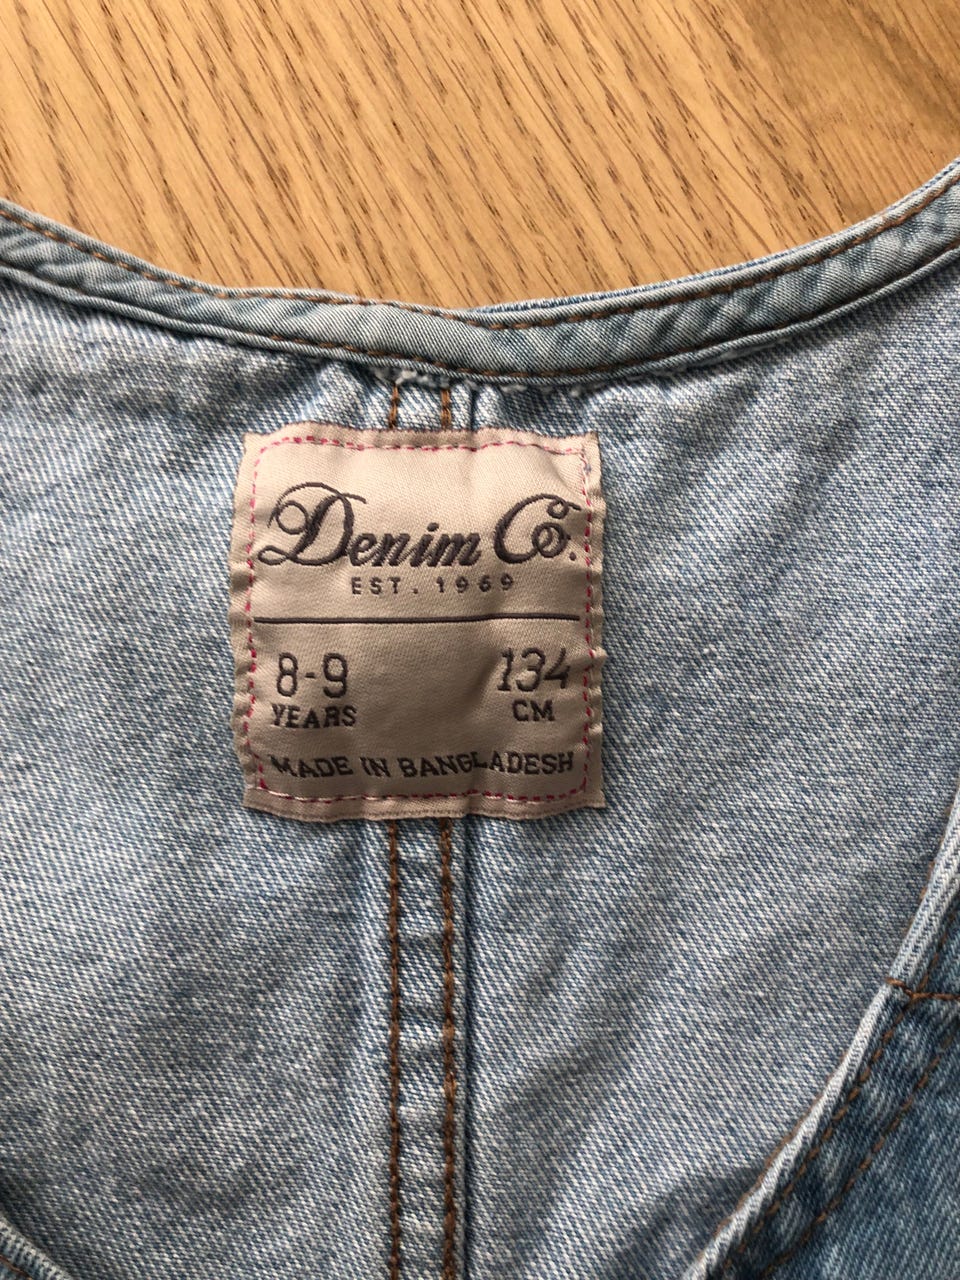 Denim Co.
EST. 1969
8-9 134
YEARS CM
MADE IN BANGLADESH